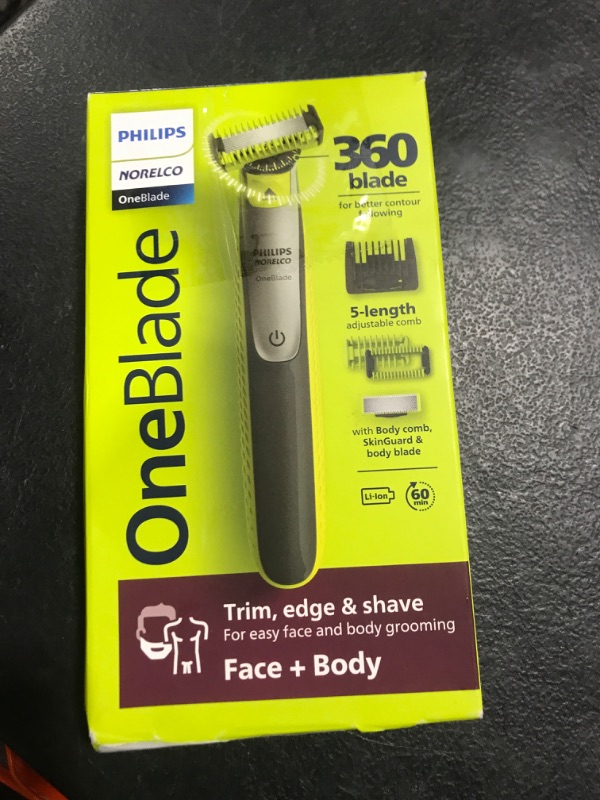 PHILIPS
NORELCO
OneBlade
OneBlade
PHILIPS
NORELCO
OneBlade
360
blade
for better contour
following
5-length
adjustable comb
with Body comb,
SkinGuard &
body blade
Li-Ion
60
min
Trim, edge & shave
For easy face and body grooming
Face + Body